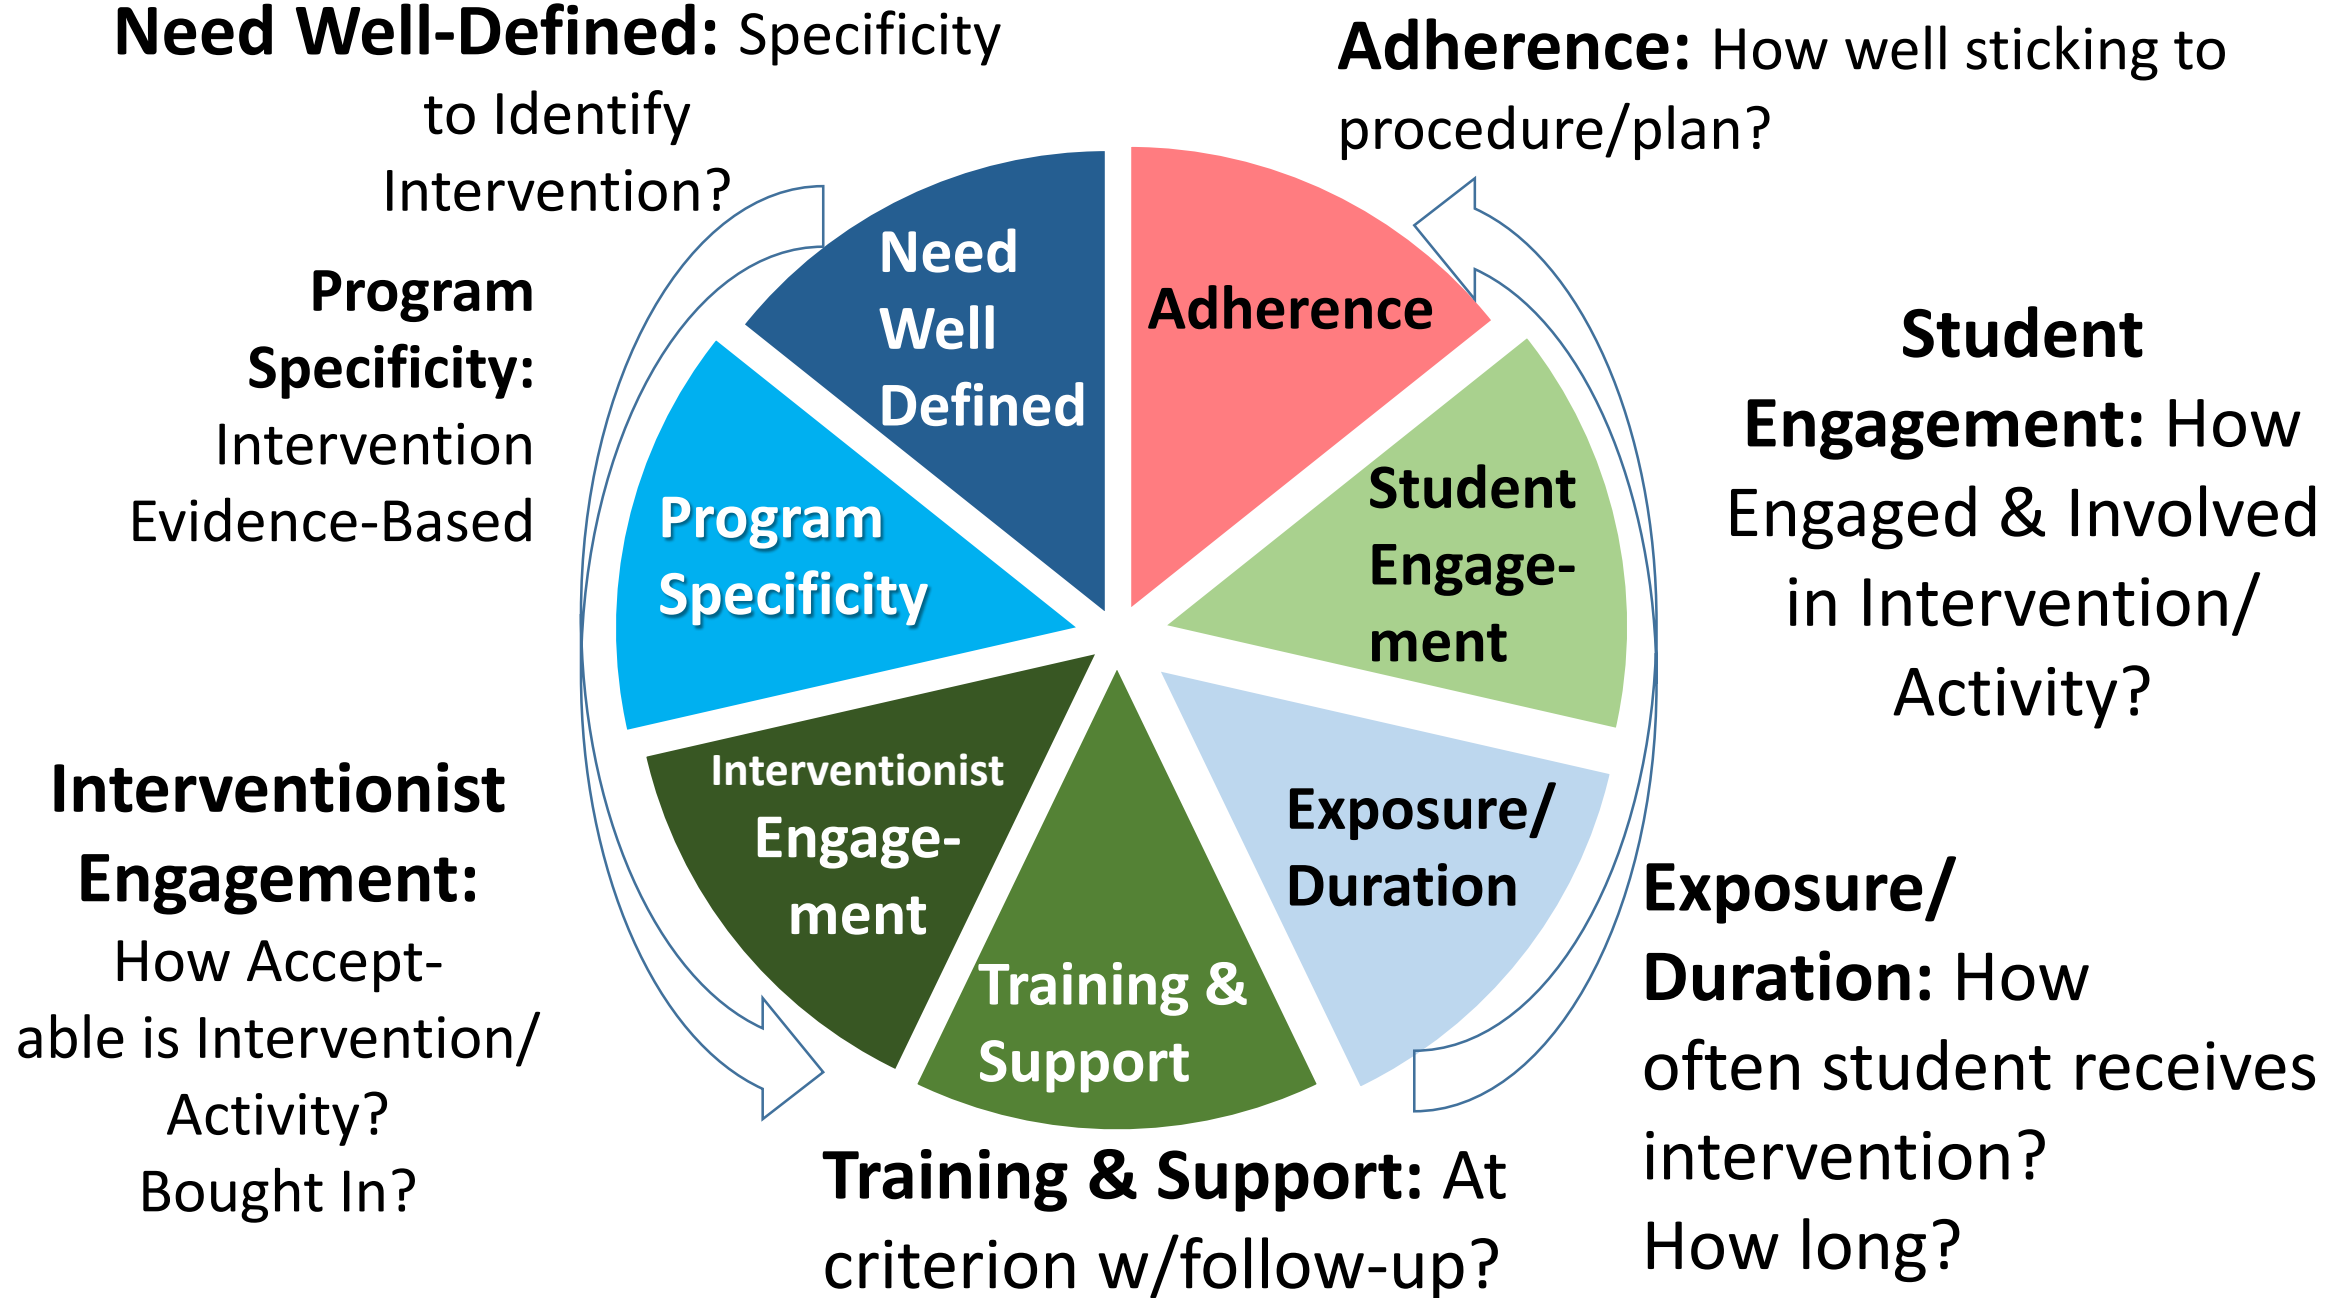 Need Well-Defined: Specificity
to Identify
Intervention?
Adherence: How well sticking to
procedure/plan?
Program
Specificity:
Intervention
Evidence-Based
Need
Well
Defined
Adherence
Student
Engagement: How
Engaged & Involved
in Intervention/
Activity?
Program
Specificity
Student
Engage-
ment
Interventionist
Engagement:
How Accept-
able is Intervention/
Activity?
Bought In?
Interventionist
Engage-
ment
Training &
Support
Exposure/
Duration
Exposure/
Duration: How
often student receives
intervention?
How long?
Training & Support: At
criterion w/follow-up?